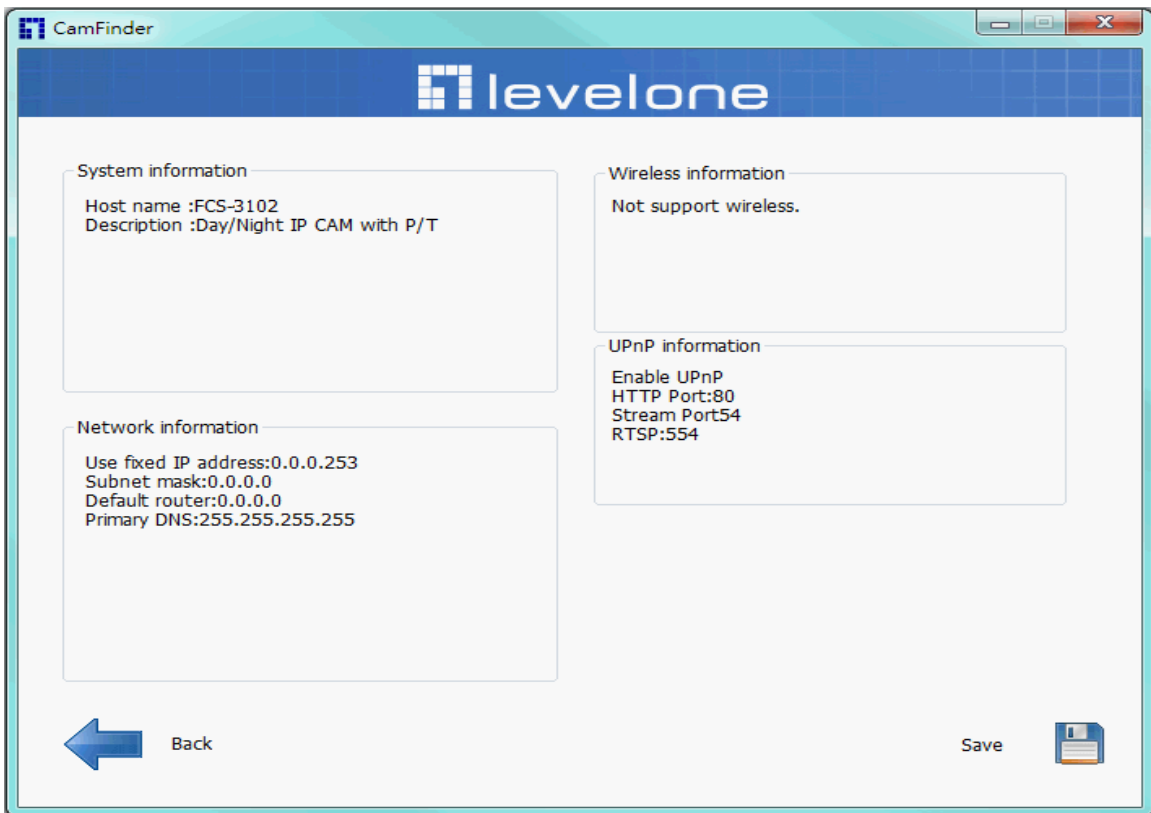 CamFinder
levelone
System information
Host name :FCS-3102
Description :Day/Night IP CAM with P/T
Network information
Use fixed IP address:0.0.0.253
Subnet mask:0.0.0.0
Default router:0.0.0.0
Primary DNS:255.255.255.255
Wireless information
Not support wireless.
UPnP information
Enable UPnP
HTTP Port:80
Stream Port54
RTSP:554
Back
Save